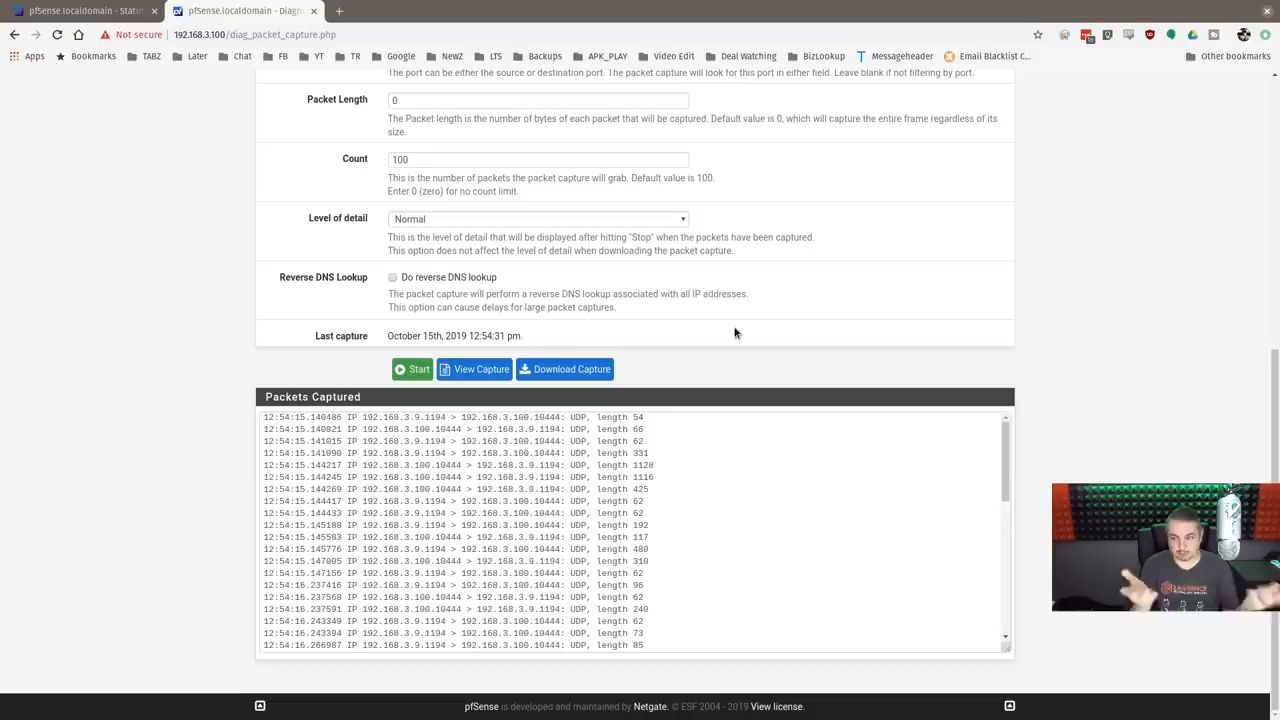 pfSense.localdomain - Status
pfSense.localdomain - Diagn
Not secure
192.168.3.100/diag_packet_capture.php
Apps
Bookmarks
TABZ
Later
Chat
FB
YT
TR
Google
NewZ
LTS
Backups
APK_PLAY
Video Edit
Deal Watching
BizLookup
Messageheader
Email Blacklist C...
Other bookmarks
The port can be either the source or destination port. The packet capture will look for this port in either field. Leave blank if not filtering by port.
Packet Length
0
The Packet length is the number of bytes of each packet that will be captured. Default value is 0, which will capture the entire frame regardless of its
size.
Count
100
This is the number of packets the packet capture will grab. Default value is 100.
Enter 0 (zero) for no count limit.
Level of detail
Normal
This is the level of detail that will be displayed after hitting "Stop" when the packets have been captured.
This option does not affect the level of detail when downloading the packet capture.
Reverse DNS Lookup
Do reverse DNS lookup
The packet capture will perform a reverse DNS lookup associated with all IP addresses.
This option can cause delays for large packet captures.
Last capture
October 15th, 2019 12:54:31 pm.
Start
View Capture
Download Capture
Packets Captured
12:54:15.140486 IP 192.168.3.9.1194 > 192.168.3.100.10444: UDP, length 54
12:54:15.140821 IP 192.168.3.100.10444 > 192.168.3.9.1194: UDP, length 66
12:54:15.141015 IP 192.168.3.9.1194 > 192.168.3.100.10444: UDP, length 62
12:54:15.141090 IP 192.168.3.9.1194 > 192.168.3.100.10444: UDP, length 331
12:54:15.144217 IP 192.168.3.100.10444 > 192.168.3.9.1194: UDP, length 1128
12:54:15.144245 IP 192.168.3.100.10444 > 192.168.3.9.1194: UDP, length 1116
12:54:15.144269 IP 192.168.3.100.10444 > 192.168.3.9.1194: UDP, length 425
12:54:15.144417 IP 192.168.3.9.1194 > 192.168.3.100.10444: UDP, length 62
12:54:15.144433 IP 192.168.3.9.1194 > 192.168.3.100.10444: UDP, length 62
12:54:15.145188 IP 192.168.3.9.1194 > 192.168.3.100.10444: UDP, length 192
12:54:15.145583 IP 192.168.3.100.10444 > 192.168.3.9.1194: UDP, length 117
12:54:15.145776 IP 192.168.3.9.1194 > 192.168.3.100.10444: UDP, length 480
12:54:15.147005 IP 192.168.3.100.10444 > 192.168.3.9.1194: UDP, length 310
12:54:15.147156 IP 192.168.3.9.1194 > 192.168.3.100.10444: UDP, length 62
12:54:16.237416 IP 192.168.3.9.1194 > 192.168.3.100.10444: UDP, length 96
12:54:16.237568 IP 192.168.3.100.10444 > 192.168.3.9.1194: UDP, length 62
12:54:16.237591 IP 192.168.3.100.10444 > 192.168.3.9.1194: UDP, length 240
12:54:16.243349 IP 192.168.3.9.1194 > 192.168.3.100.10444: UDP, length 62
12:54:16.243394 IP 192.168.3.9.1194 > 192.168.3.100.10444: UDP, length 73
12:54:16.266987 IP 192.168.3.9.1194 > 192.168.3.100.10444: UDP, length 85
LAWRENCE
pfSense is developed and maintained by Netgate. © ESF 2004 - 2019 View license.